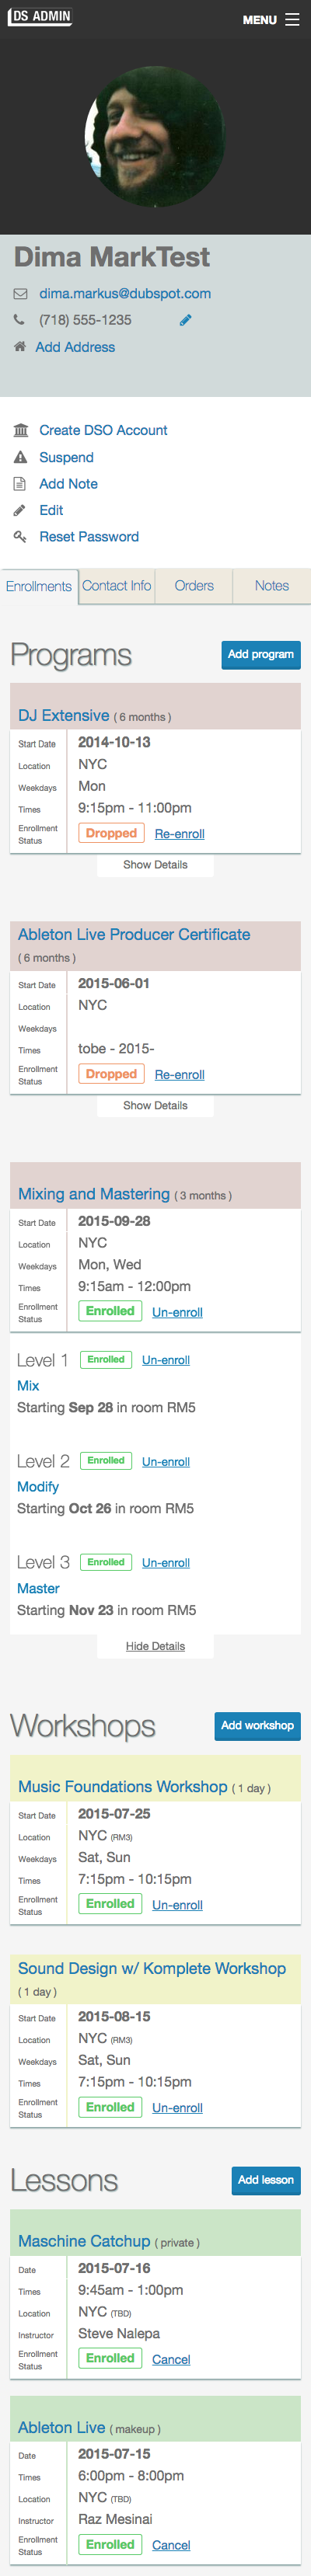 DS ADMIN MENU
Dima MarkTest
dima.markus@dubspot.com
(718) 555-1235
Add Address
Create DSO Account
Suspend
Add Note
Edit
Reset Password
Enrollments Contact Info Orders Notes
Programs Add program
DJ Extensive ( 6 months )
Start Date 2014-10-13
Location NYC
Weekdays Mon
Times 9:15pm - 11:00pm
Enrollment Status Dropped Re-enroll
Show Details
Ableton Live Producer Certificate
( 6 months )
Start Date 2015-06-01
Location NYC
Weekdays
Times tobe - 2015-
Enrollment Status Dropped Re-enroll
Show Details
Mixing and Mastering ( 3 months )
Start Date 2015-09-28
Location NYC
Weekdays Mon, Wed
Times 9:15am - 12:00pm
Enrollment Status Enrolled Un-enroll
Level 1 Enrolled Un-enroll
Mix
Starting Sep 28 in room RM5
Level 2 Enrolled Un-enroll
Modify
Starting Oct 26 in room RM5
Level 3 Enrolled Un-enroll
Master
Starting Nov 23 in room RM5
Hide Details
Workshops Add workshop
Music Foundations Workshop ( 1 day )
Start Date 2015-07-25
Location NYC (RM3)
Weekdays Sat, Sun
Times 7:15pm - 10:15pm
Enrollment Status Enrolled Un-enroll
Sound Design w/ Komplete Workshop
( 1 day )
Start Date 2015-08-15
Location NYC (RM3)
Weekdays Sat, Sun
Times 7:15pm - 10:15pm
Enrollment Status Enrolled Un-enroll
Lessons Add lesson
Maschine Catchup ( private )
Date 2015-07-16
Times 9:45am - 1:00pm
Location NYC (TBD)
Instructor Steve Nalepa
Enrollment Status Enrolled Cancel
Ableton Live ( makeup )
Date 2015-07-15
Times 6:00pm - 8:00pm
Location NYC (TBD)
Instructor Raz Mesinai
Enrollment Status Enrolled Cancel